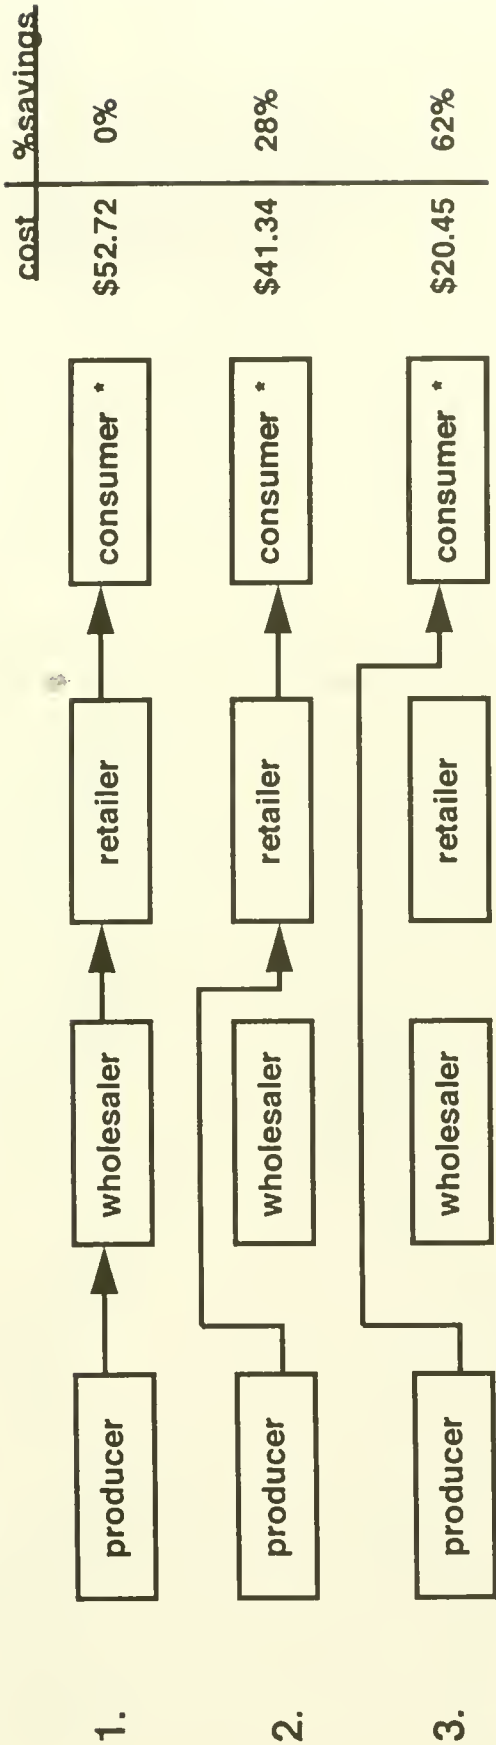 cost %savings
1. producer wholesaler retailer consumer * $52.72 0%
2. producer wholesaler retailer consumer * $41.34 28%
3. producer wholesaler retailer consumer * $20.45 62%